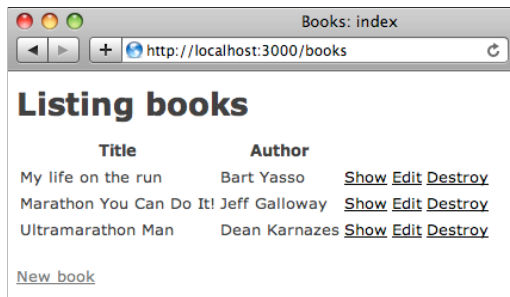 Books: index
http://localhost:3000/books
Listing books
Title Author
My life on the run Bart Yasso Show Edit Destroy
Marathon You Can Do It! Jeff Galloway Show Edit Destroy
Ultramarathon Man Dean Karnazes Show Edit Destroy
New book